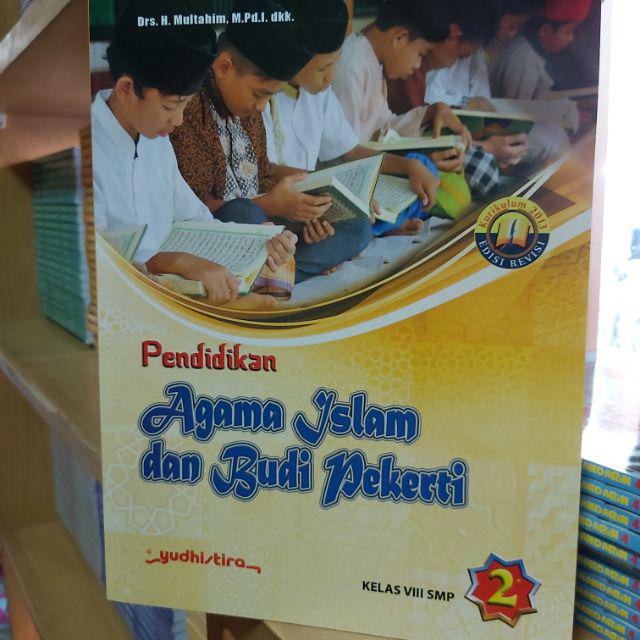 Drs. H. Multahim, M.Pd.I. dkk.
Kurikulum 2013
EDISI REVISI
Pendidikan
Agama Islam
dan Budi Pekerti
yudhistira
KELAS VIII SMP
2